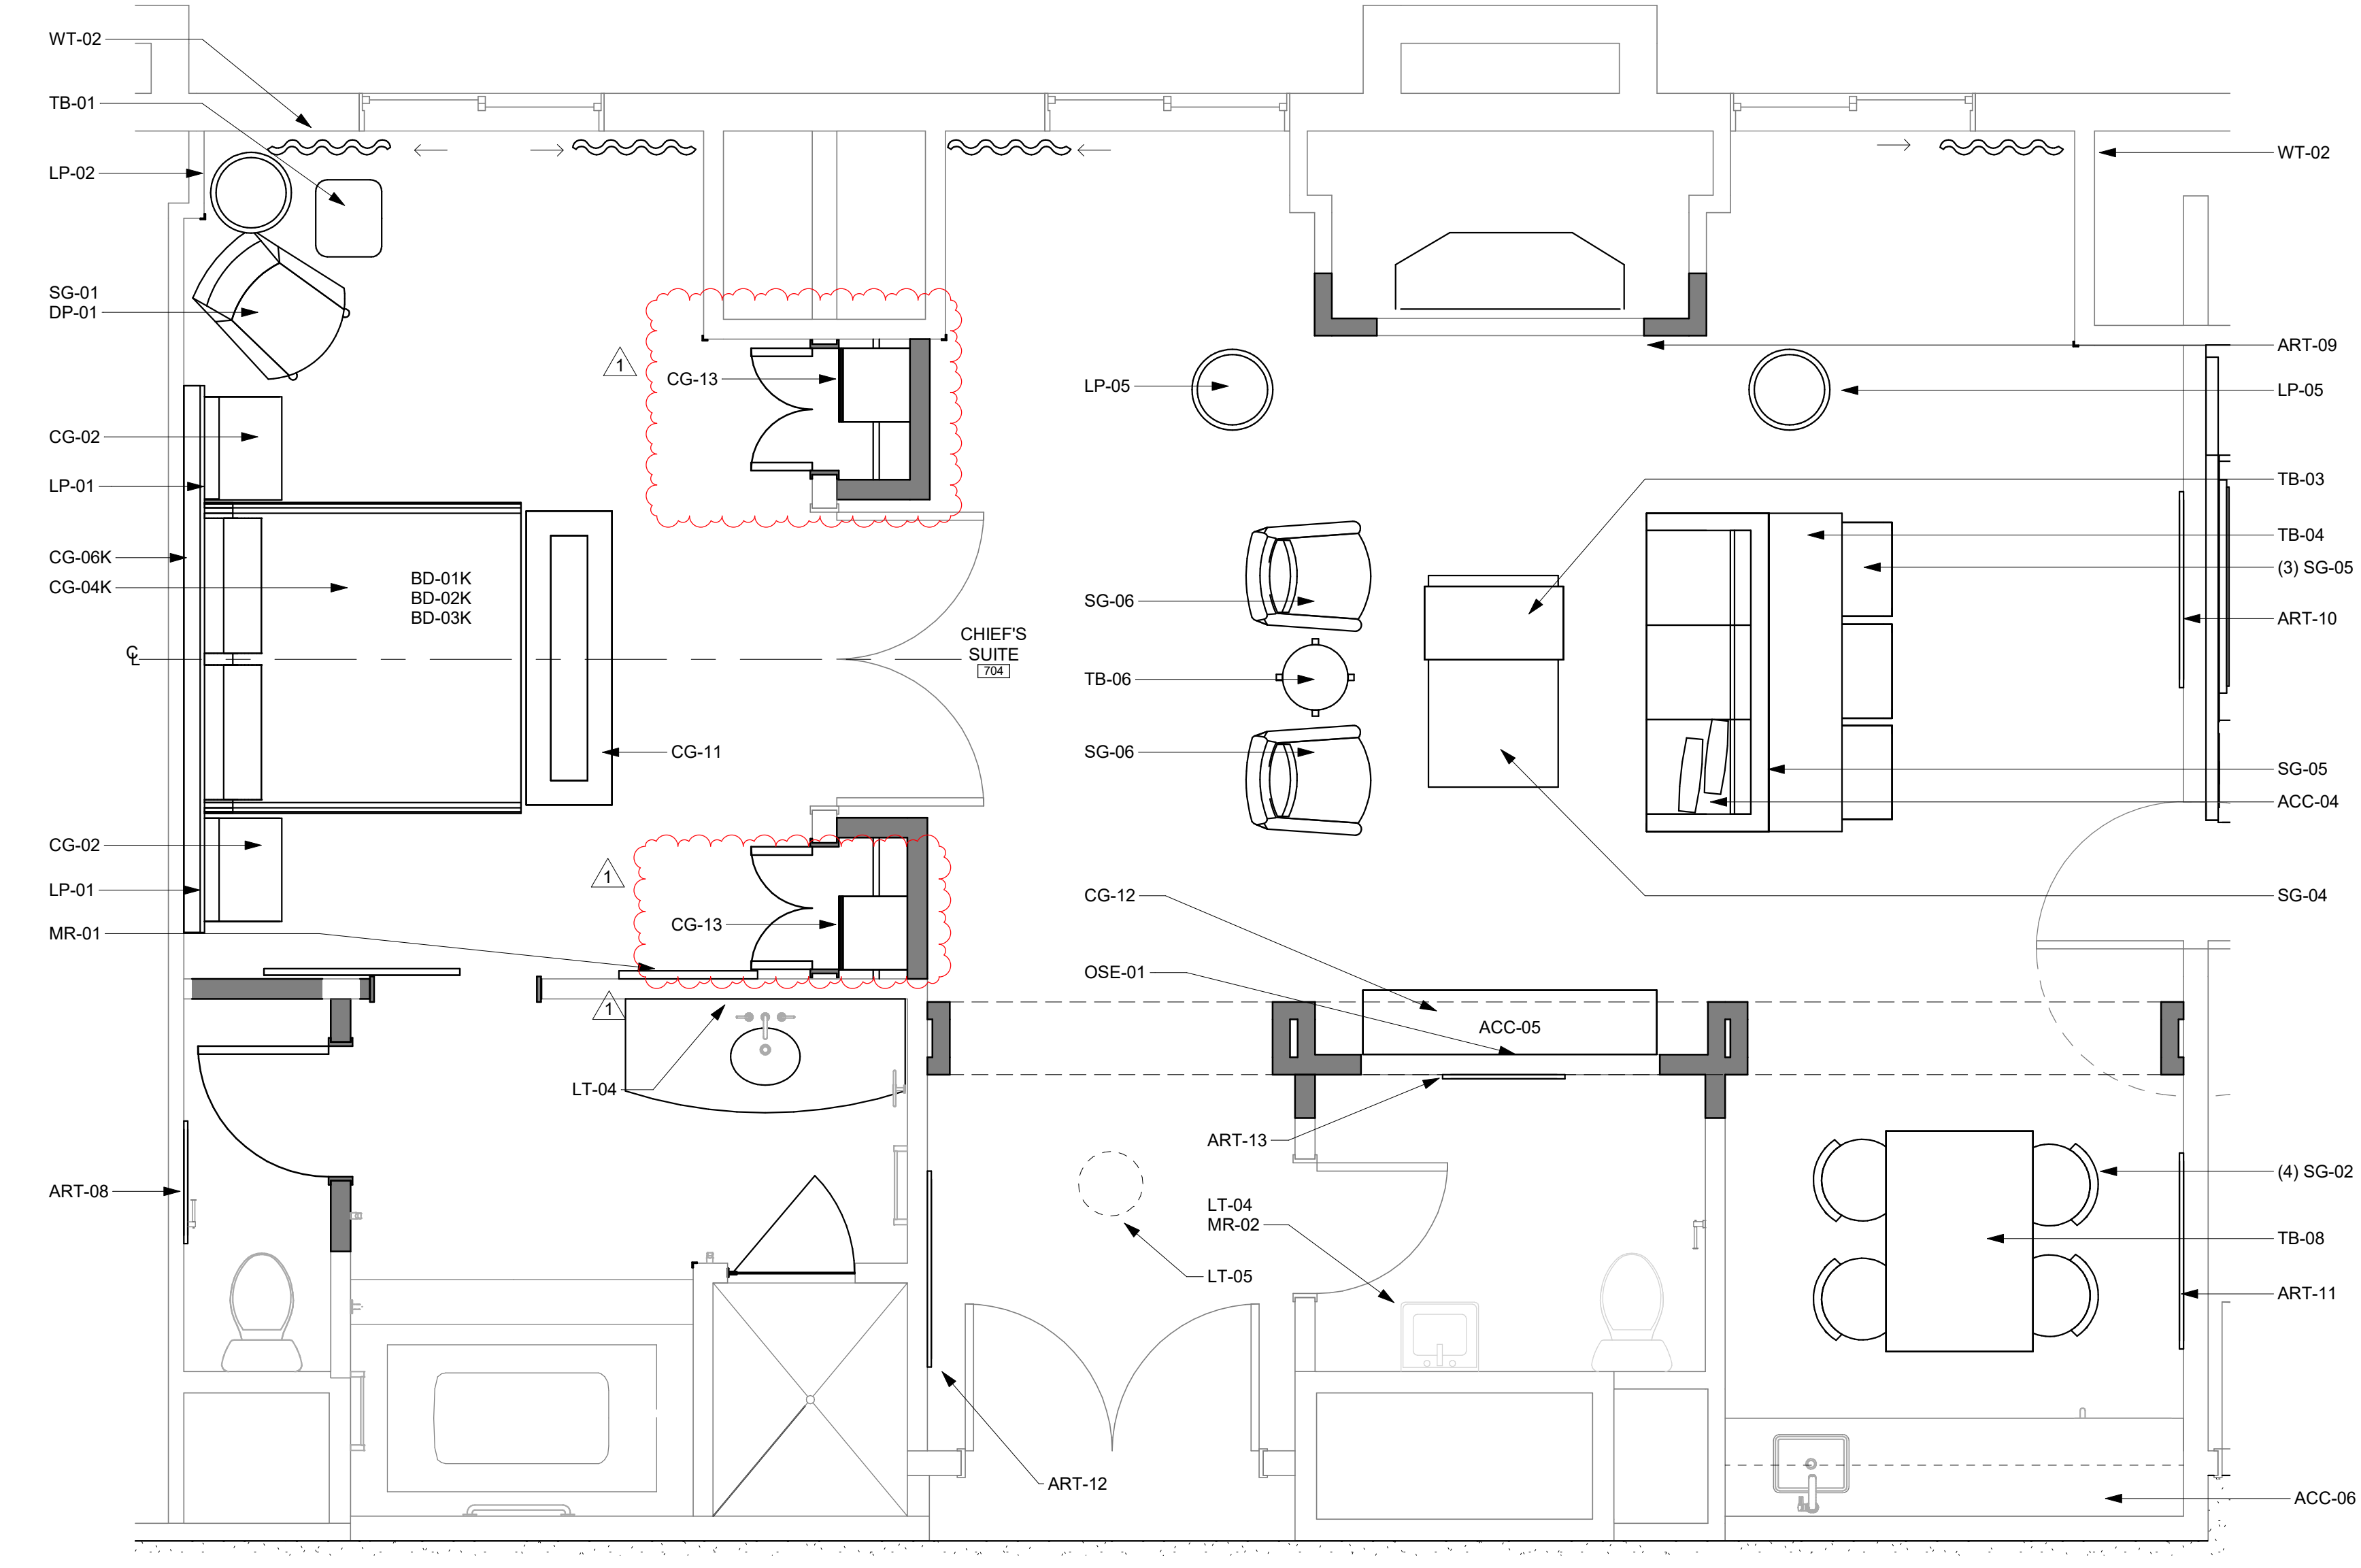 WT-02
TB-01
LP-02
SG-01
DP-01
CG-02
LP-01
CG-06K
CG-04K
BD-01K
BD-02K
BD-03K
CL
CG-02
LP-01
MR-01
ART-08
1
CG-13
CHIEF'S
SUITE
704
CG-11
1
CG-13
1
LT-04
LP-05
SG-06
TB-06
SG-06
CG-12
OSE-01
ACC-05
ART-13
LT-04
MR-02
LT-05
ART-12
WT-02
ART-09
LP-05
TB-03
TB-04
(3) SG-05
ART-10
SG-05
ACC-04
SG-04
(4) SG-02
TB-08
ART-11
ACC-06